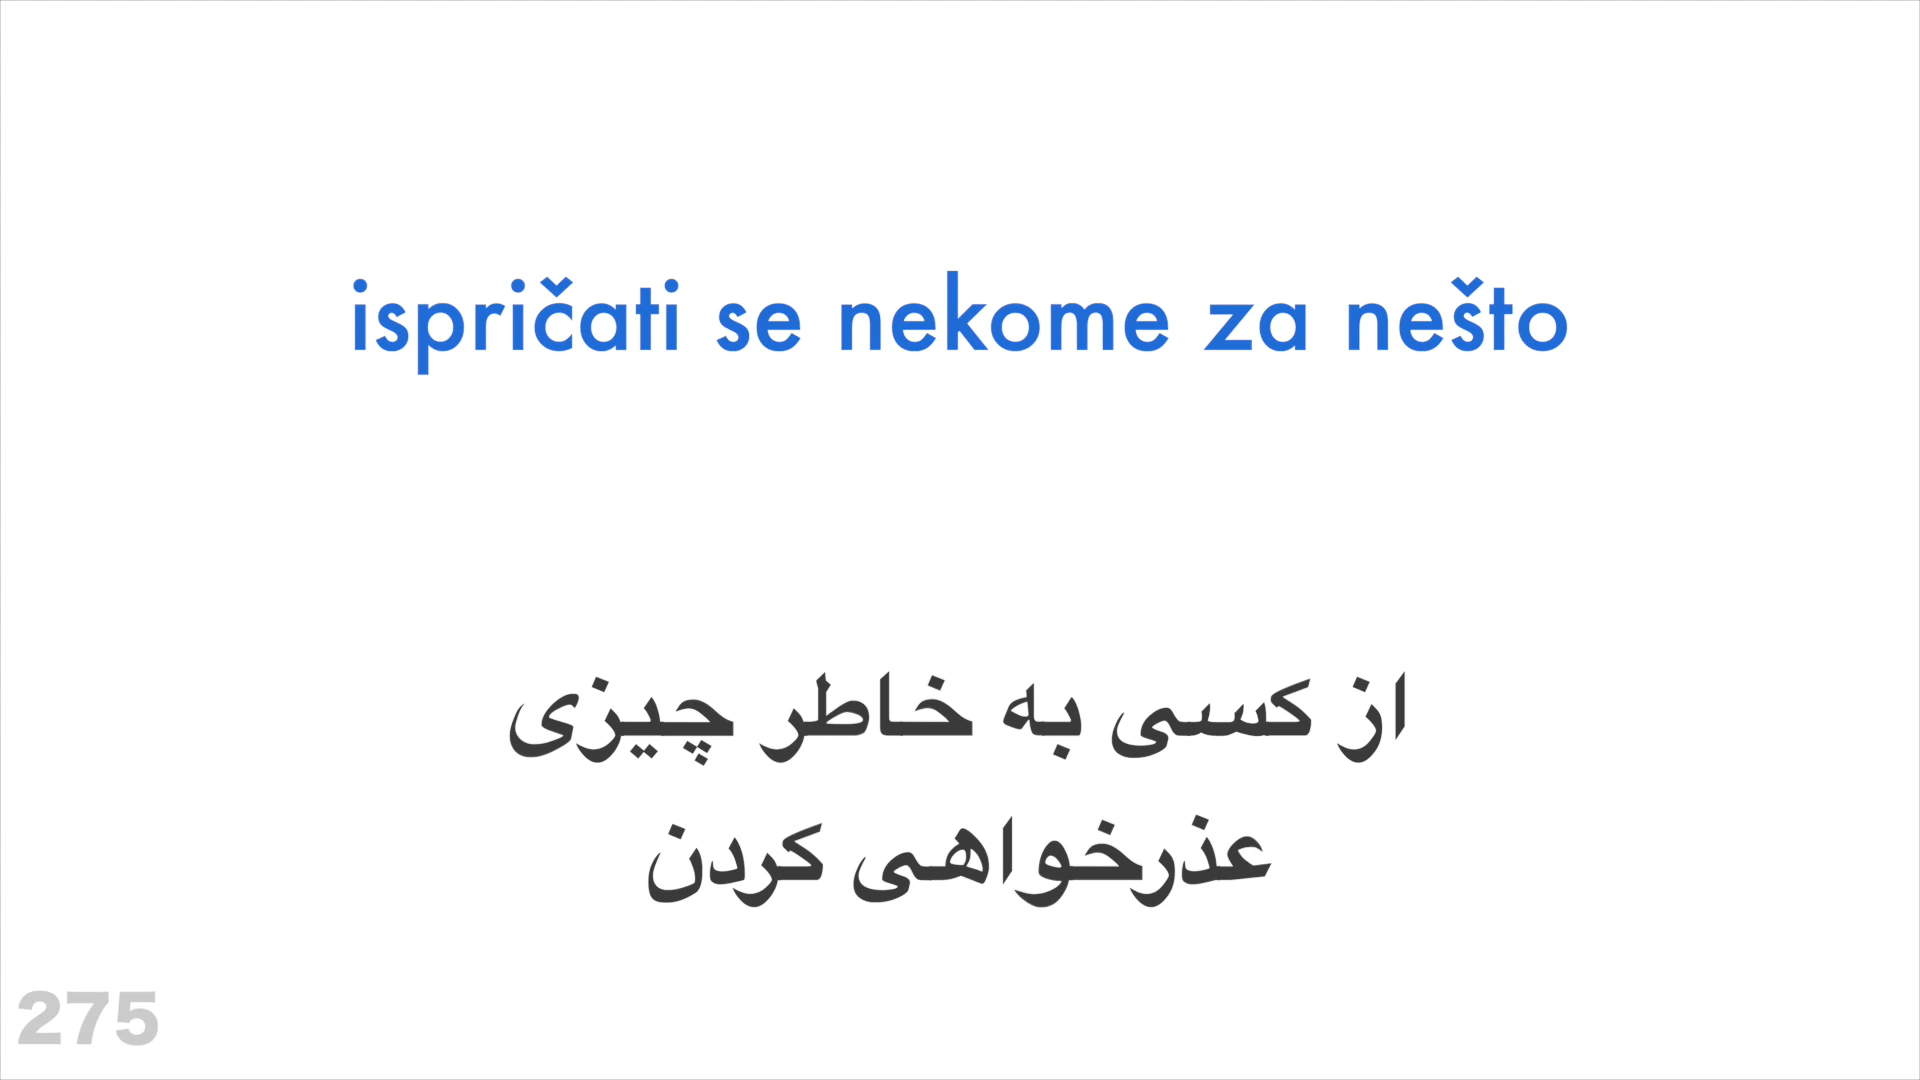 ispričati se nekome za nešto
از کسی به خاطر چیزی
عذرخواهی کردن
275